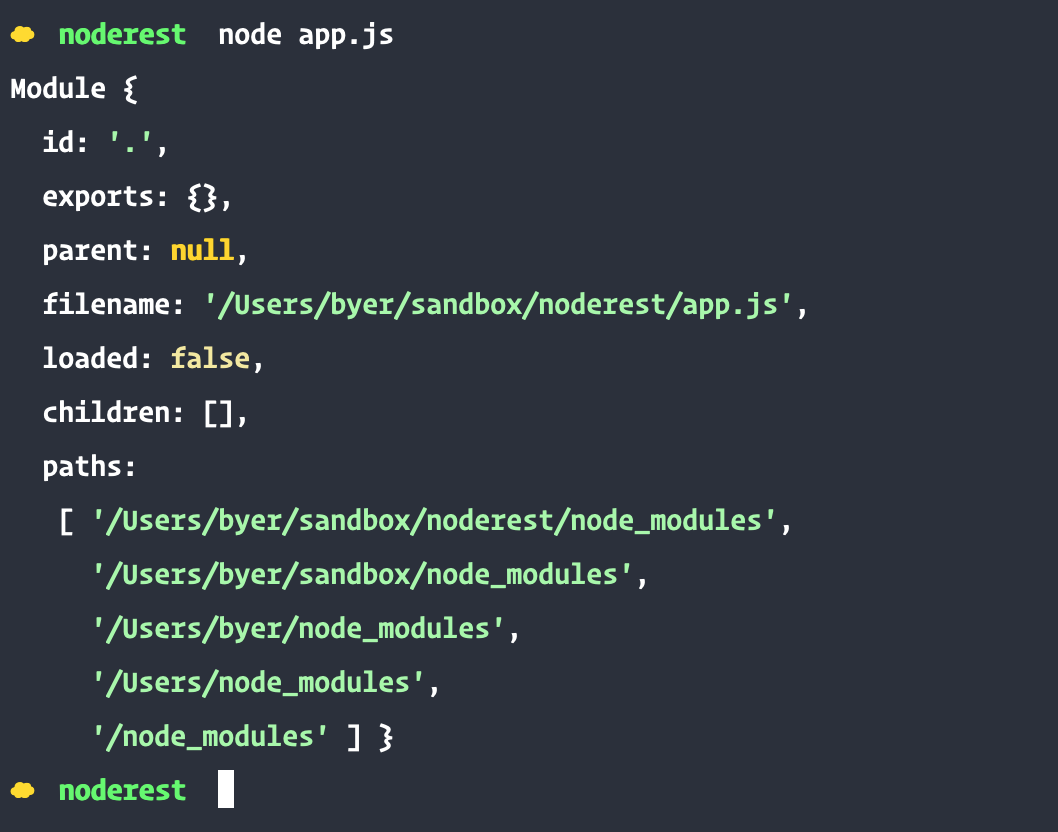 noderest node app.js
Module {
  id: '.',
  exports: {},
  parent: null,
  filename: '/Users/byer/sandbox/noderest/app.js',
  loaded: false,
  children: [],
  paths:
   [ '/Users/byer/sandbox/noderest/node_modules',
     '/Users/byer/sandbox/node_modules',
     '/Users/byer/node_modules',
     '/Users/node_modules',
     '/node_modules' ] }
noderest